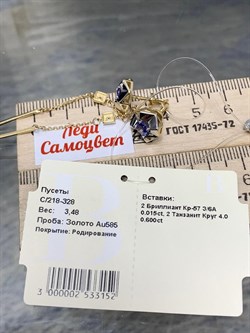 Леди
Самоцвет
ГОСТ 17435-72
Пусеты
С/218-328
Вес: 3,48
Проба: Золото Au585
Покрытие: Родирование
Вставки:
2 Бриллиант Кр-57 3/6А
0.015ct, 2 Танзанит Круг 4.0
0.600ct
3 000002 533152